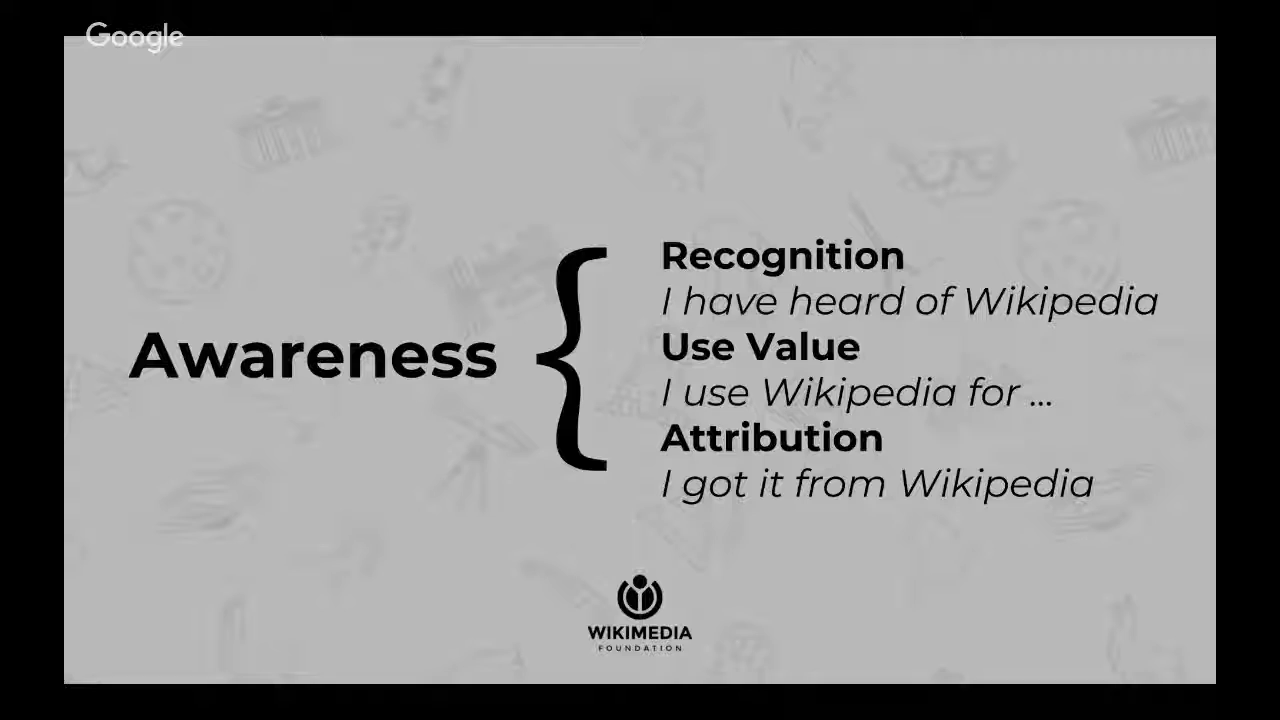 Google
Awareness
{
Recognition
I have heard of Wikipedia
Use Value
I use Wikipedia for ...
Attribution
I got it from Wikipedia
WIKIMEDIA
FOUNDATION